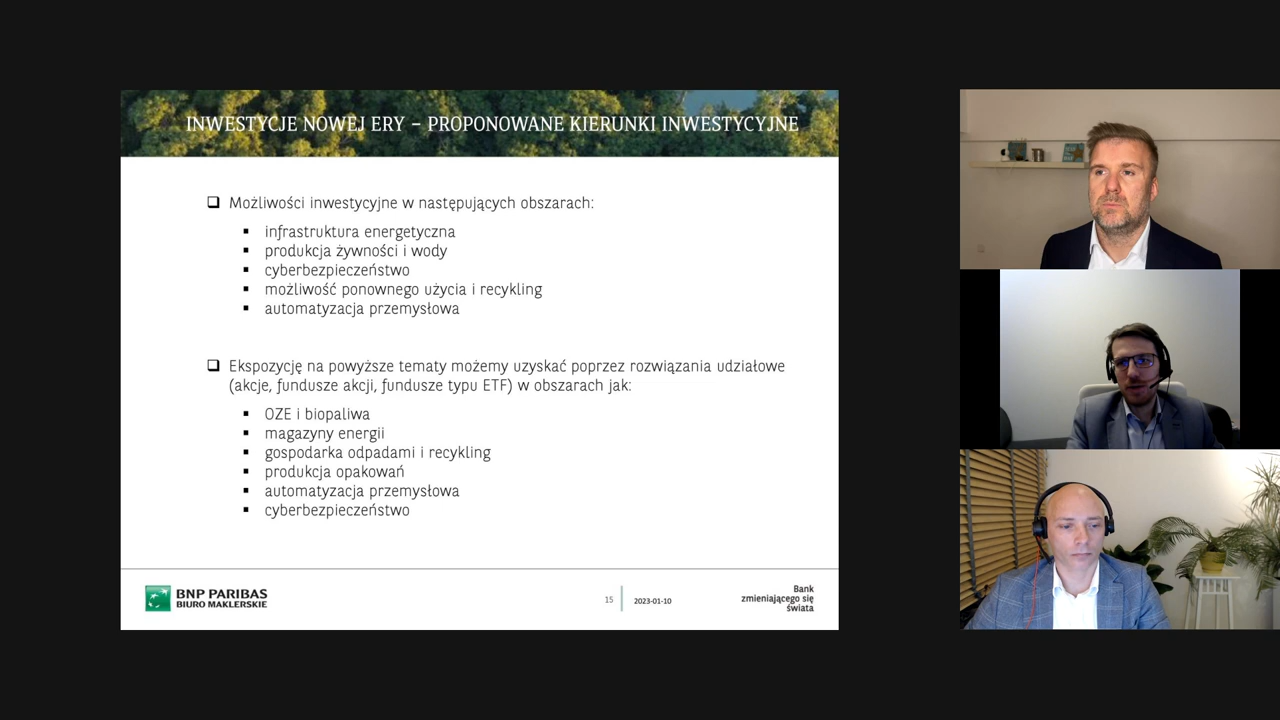 INWESTYCJE NOWEJ ERY – PROPONOWANE KIERUNKI INWESTYCYJNE
Możliwości inwestycyjne w następujących obszarach:
infrastruktura energetyczna
produkcja żywności i wody
cyberbezpieczeństwo
możliwość ponownego użycia i recykling
automatyzacja przemysłowa
Ekspozycję na powyższe tematy możemy uzyskać poprzez rozwiązania udziałowe
(akcje, fundusze akcji, fundusze typu ETF) w obszarach jak:
OZE i biopaliwa
magazyny energii
gospodarka odpadami i recykling
produkcja opakowań
automatyzacja przemysłowa
cyberbezpieczeństwo
BNP PARIBAS
BIURO MAKLERSKIE
15
2023-01-10
Bank
zmieniającego się
świata